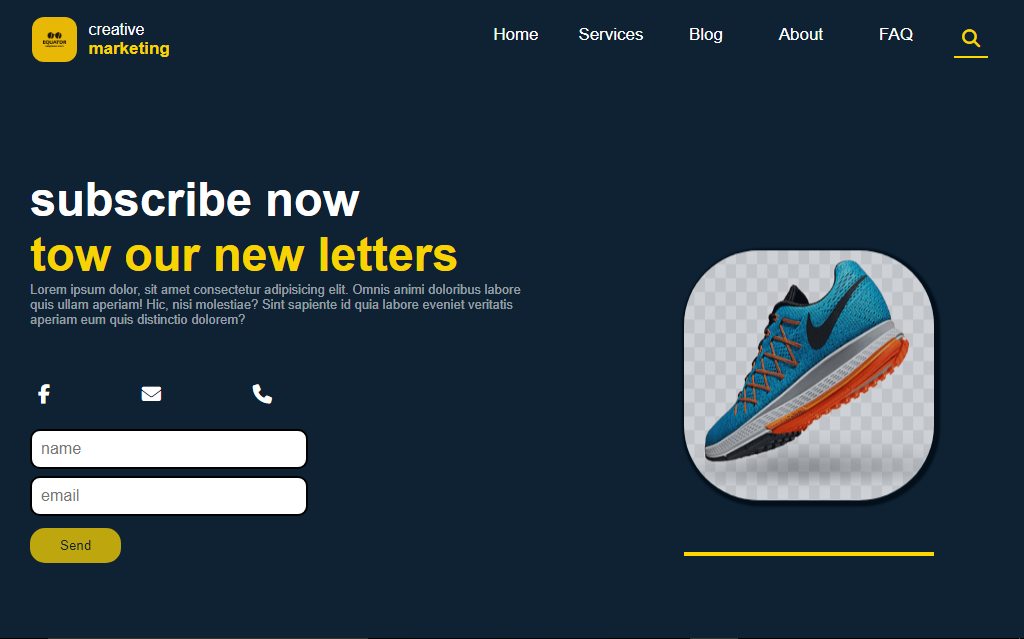 creative
marketing
EQUATOR
Home Services Blog About FAQ
subscribe now
tow our new letters
Lorem ipsum dolor, sit amet consectetur adipisicing elit. Omnis animi doloribus labore
quis ullam aperiam! Hic, nisi molestiae? Sint sapiente id quia labore eveniet veritatis
aperiam eum quis distinctio dolorem?
name
email
Send